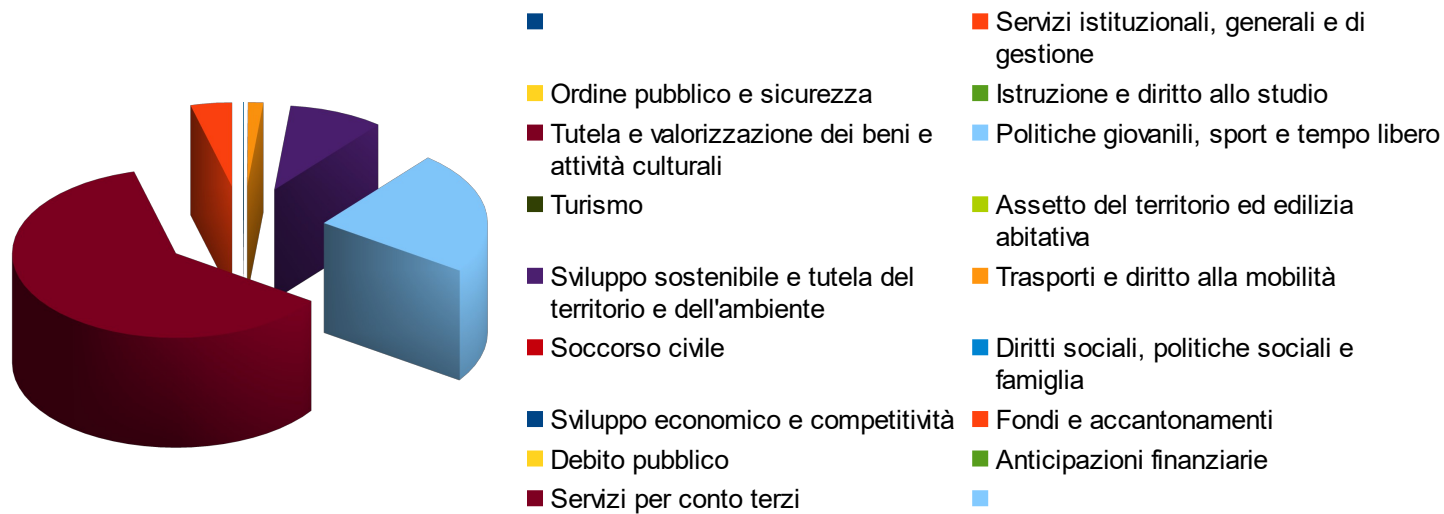 Servizi istituzionali, generali e di
gestione
Ordine pubblico e sicurezza
Istruzione e diritto allo studio
Tutela e valorizzazione dei beni e
attività culturali
Politiche giovanili, sport e tempo libero
Turismo
Assetto del territorio ed edilizia
abitativa
Sviluppo sostenibile e tutela del
territorio e dell'ambiente
Trasporti e diritto alla mobilità
Soccorso civile
Diritti sociali, politiche sociali e
famiglia
Sviluppo economico e competitività
Fondi e accantonamenti
Debito pubblico
Anticipazioni finanziarie
Servizi per conto terzi